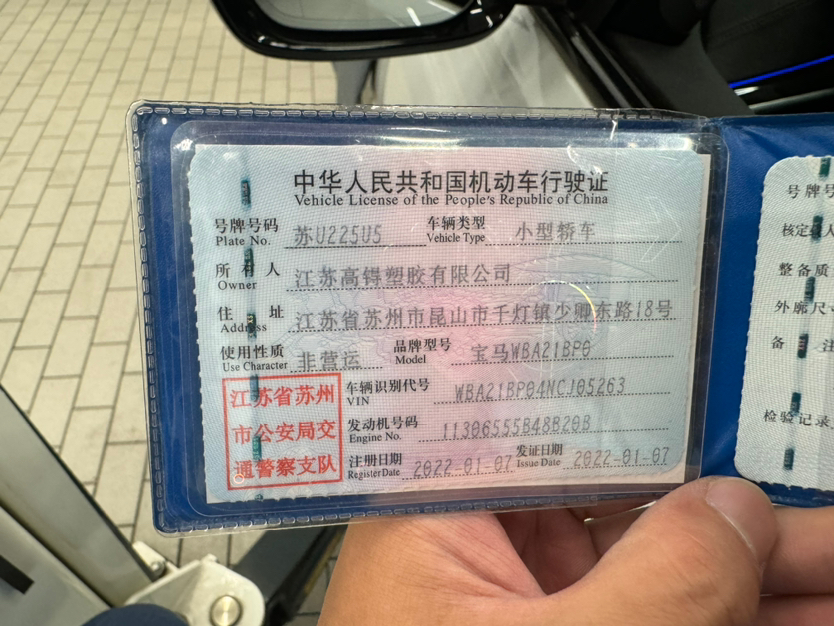 中华人民共和国机动车行驶证
Vehicle License of the People's Republic of China
号牌号码 苏U225U5 车辆类型 小型轿车
Plate No. Vehicle Type
所有人 江苏高锝塑胶有限公司
Owner
住址 江苏省苏州市昆山市千灯镇少卿东路18号
Address
使用性质 非营运 品牌型号 宝马WBA21BP0
Use Character Model
江苏省苏州
市公安局交
通警察支队
车辆识别代号 WBA21BP04NCJ05263
VIN
发动机号码 11306555B48B20B
Engine No.
注册日期 2022-01-07 发证日期 2022-01-07
Register Date Issue Date
号牌号
核定载人
整备质
外廓尺
备注
检验记录